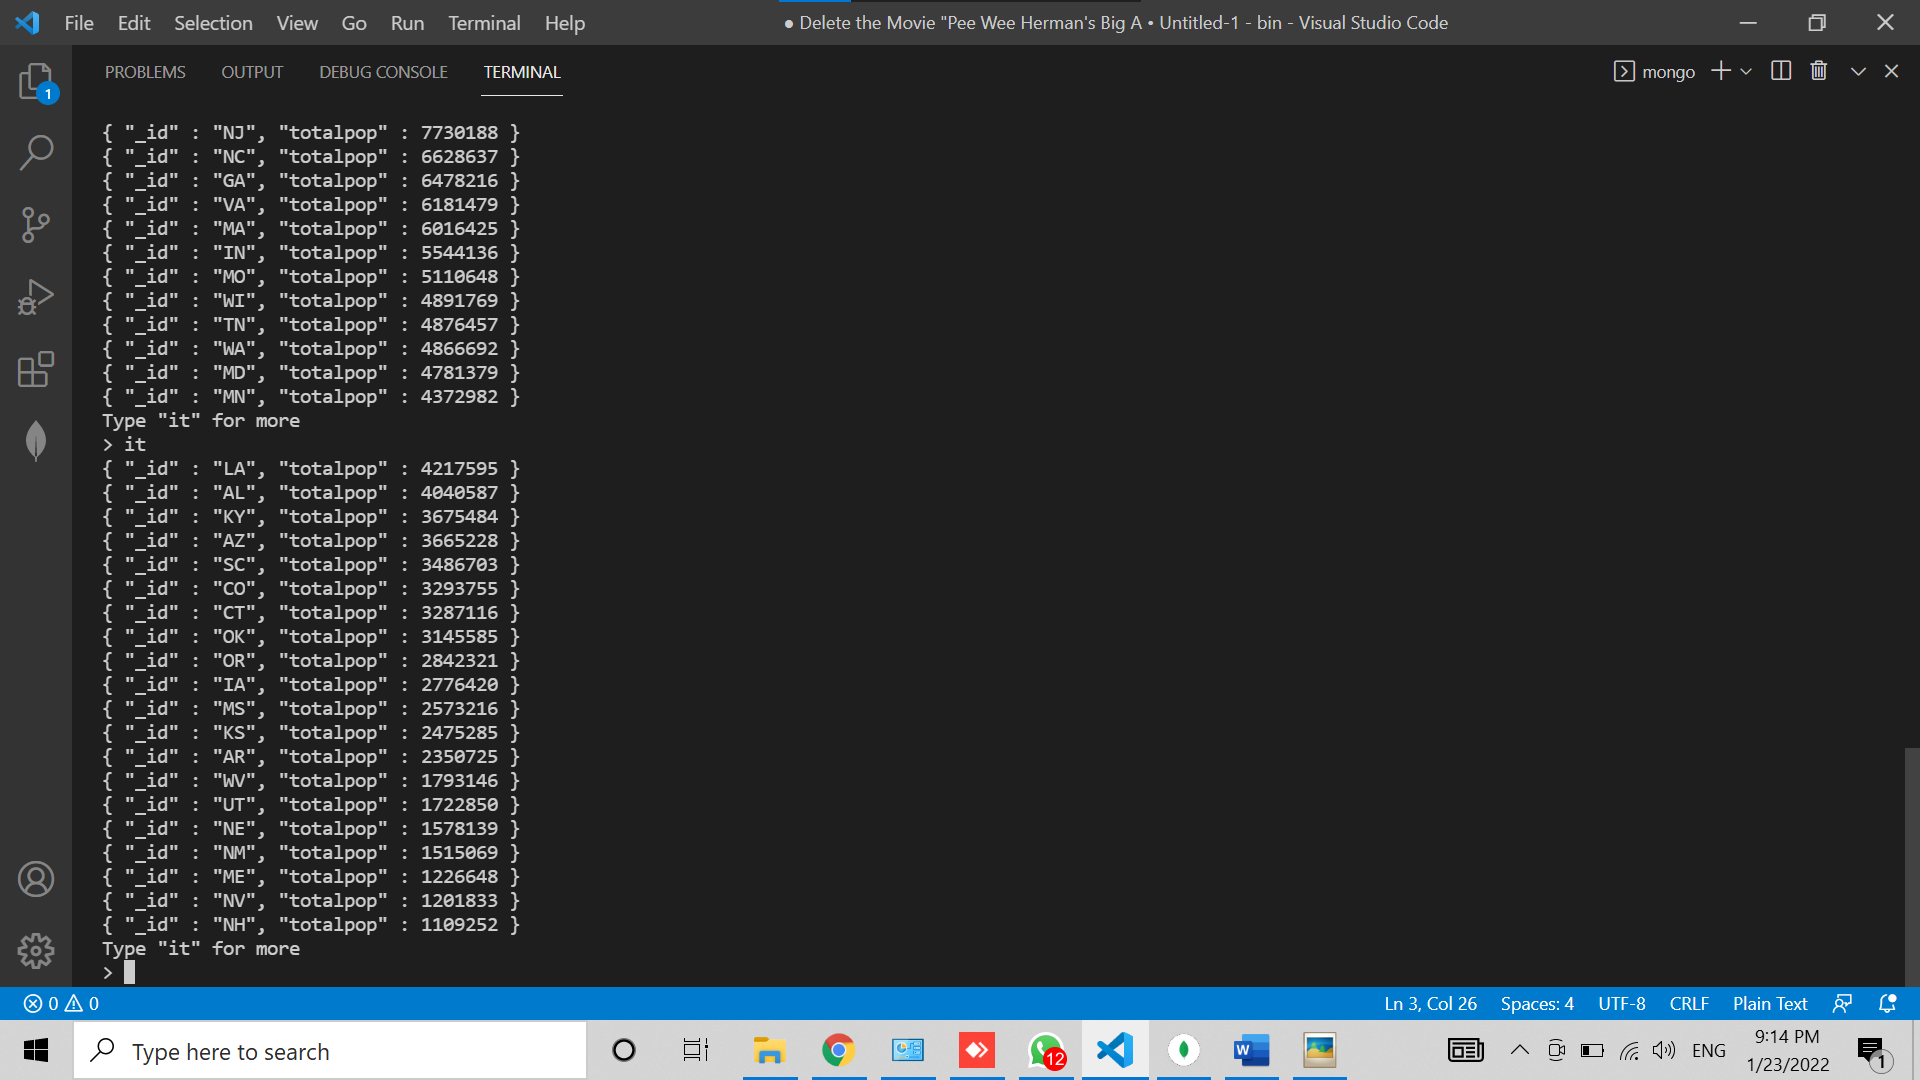 File Edit Selection View Go Run Terminal Help
● Delete the Movie "Pee Wee Herman's Big A • Untitled-1 - bin - Visual Studio Code
PROBLEMS OUTPUT DEBUG CONSOLE TERMINAL
mongo
1
{ "_id" : "NJ", "totalpop" : 7730188 }
{ "_id" : "NC", "totalpop" : 6628637 }
{ "_id" : "GA", "totalpop" : 6478216 }
{ "_id" : "VA", "totalpop" : 6181479 }
{ "_id" : "MA", "totalpop" : 6016425 }
{ "_id" : "IN", "totalpop" : 5544136 }
{ "_id" : "MO", "totalpop" : 5110648 }
{ "_id" : "WI", "totalpop" : 4891769 }
{ "_id" : "TN", "totalpop" : 4876457 }
{ "_id" : "WA", "totalpop" : 4866692 }
{ "_id" : "MD", "totalpop" : 4781379 }
{ "_id" : "MN", "totalpop" : 4372982 }
Type "it" for more
> it
{ "_id" : "LA", "totalpop" : 4217595 }
{ "_id" : "AL", "totalpop" : 4040587 }
{ "_id" : "KY", "totalpop" : 3675484 }
{ "_id" : "AZ", "totalpop" : 3665228 }
{ "_id" : "SC", "totalpop" : 3486703 }
{ "_id" : "CO", "totalpop" : 3293755 }
{ "_id" : "CT", "totalpop" : 3287116 }
{ "_id" : "OK", "totalpop" : 3145585 }
{ "_id" : "OR", "totalpop" : 2842321 }
{ "_id" : "IA", "totalpop" : 2776420 }
{ "_id" : "MS", "totalpop" : 2573216 }
{ "_id" : "KS", "totalpop" : 2475285 }
{ "_id" : "AR", "totalpop" : 2350725 }
{ "_id" : "WV", "totalpop" : 1793146 }
{ "_id" : "UT", "totalpop" : 1722850 }
{ "_id" : "NE", "totalpop" : 1578139 }
{ "_id" : "NM", "totalpop" : 1515069 }
{ "_id" : "ME", "totalpop" : 1226648 }
{ "_id" : "NV", "totalpop" : 1201833 }
{ "_id" : "NH", "totalpop" : 1109252 }
Type "it" for more
>
0 0
Ln 3, Col 26 Spaces: 4 UTF-8 CRLF Plain Text
Type here to search
12
W
ENG
9:14 PM
1/23/2022
1